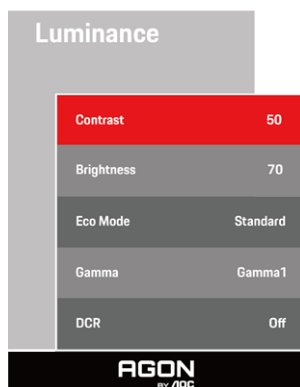 Luminance
Contrast 50
Brightness 70
Eco Mode Standard
Gamma Gamma1
DCR Off
AGON
BY AOC